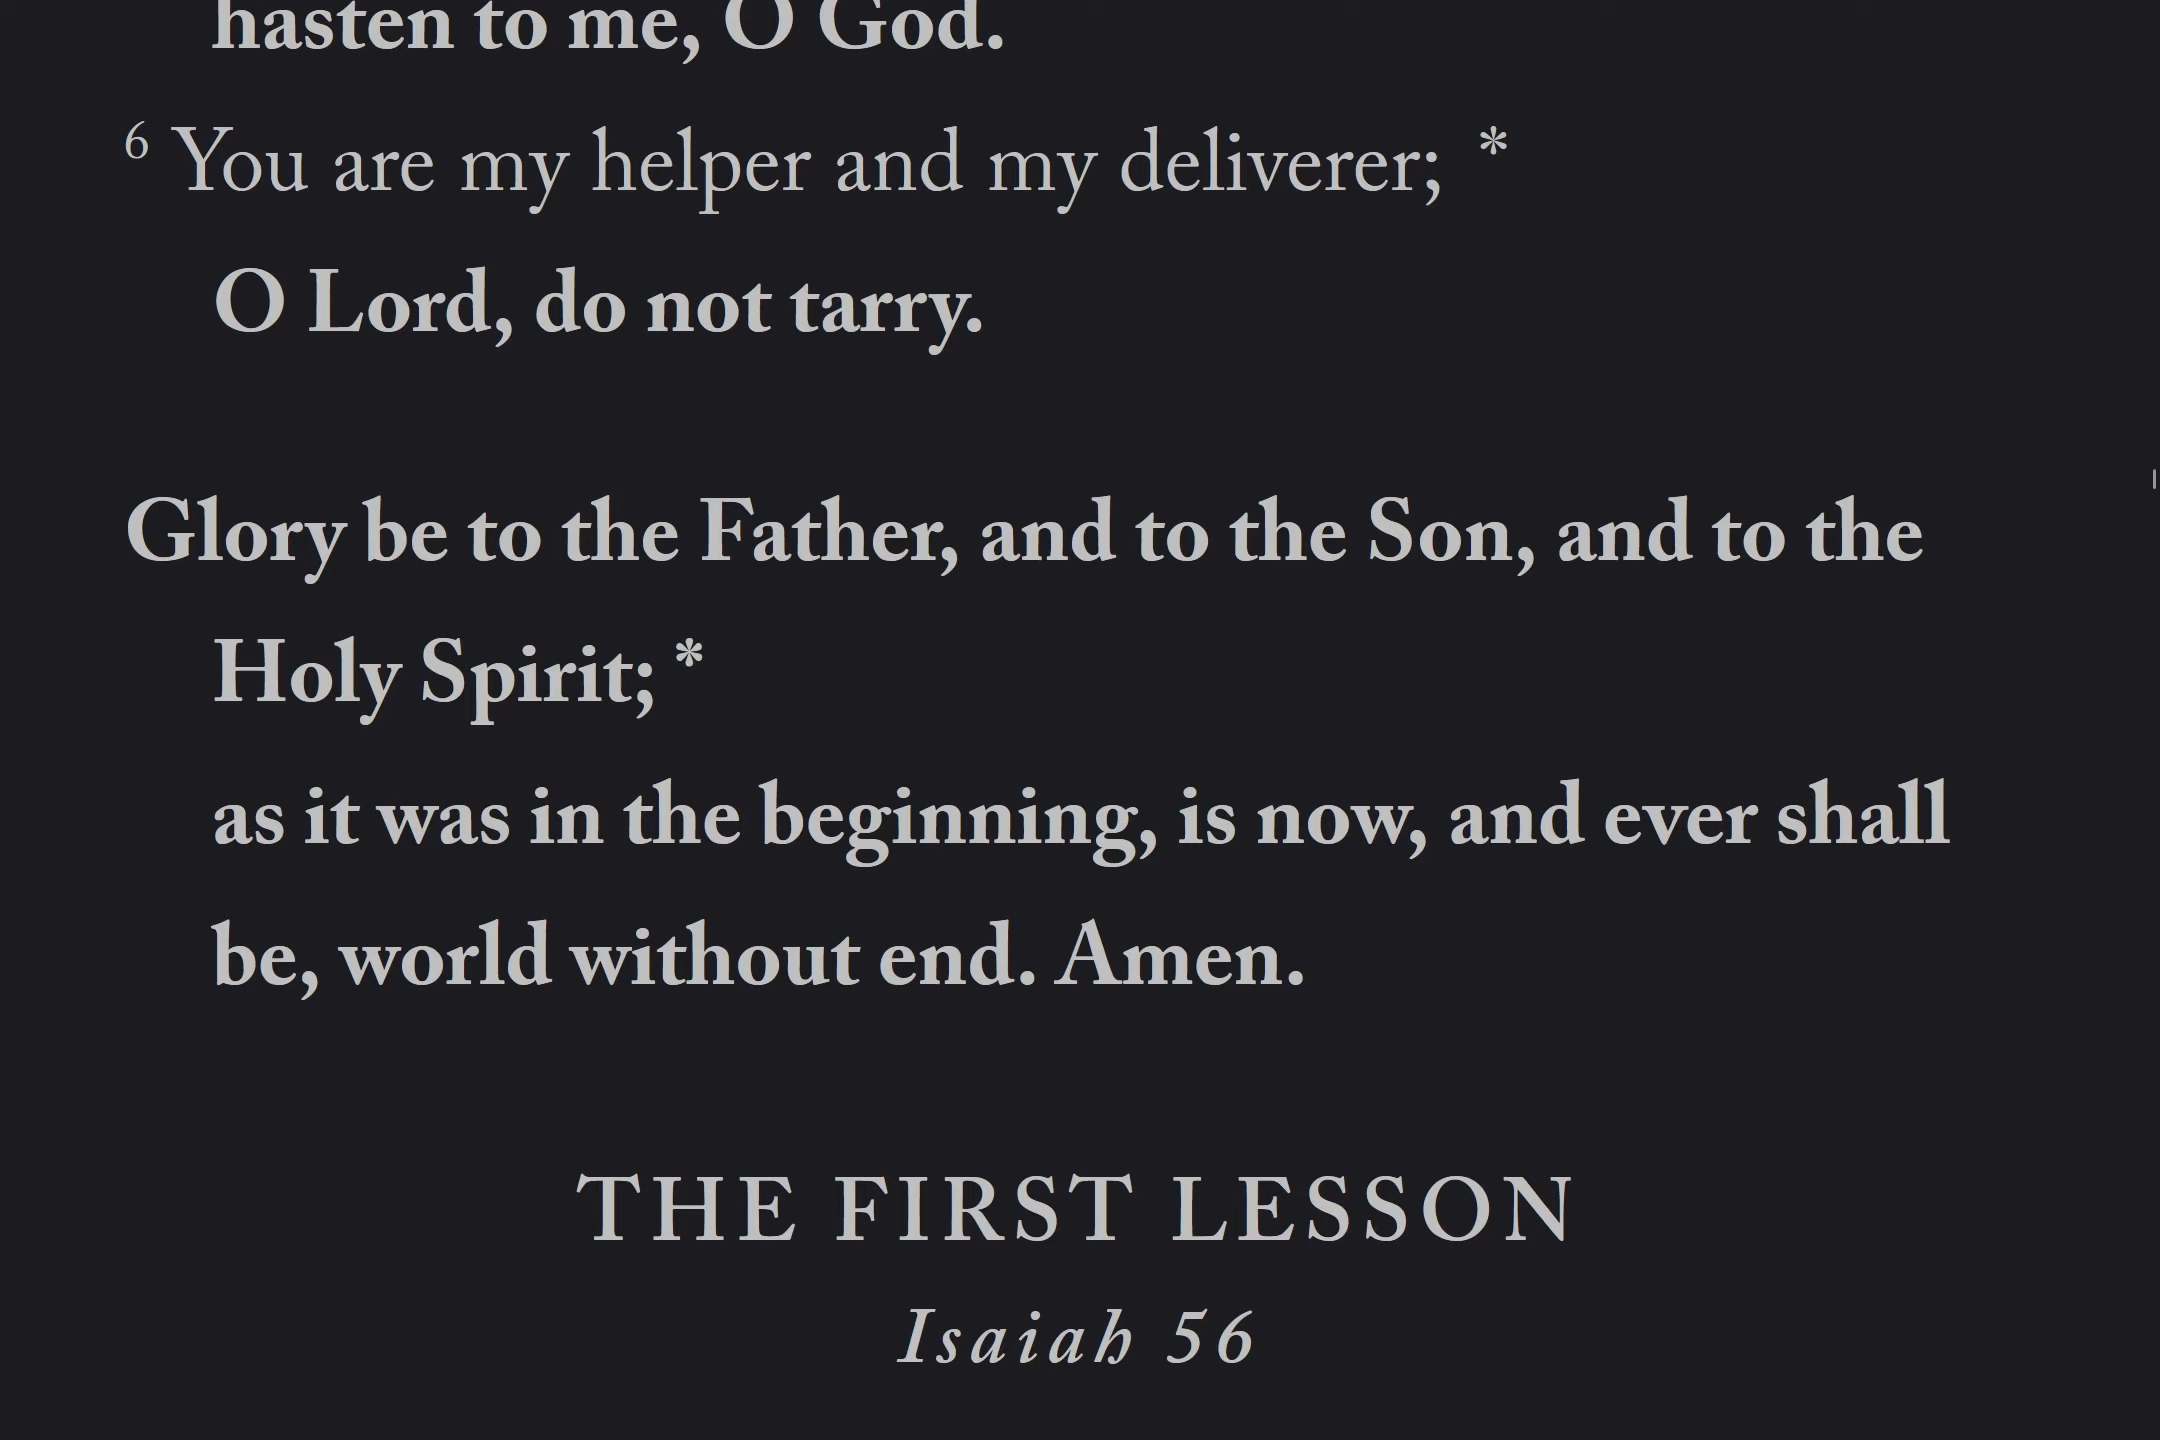 hasten to me, O God.
6 You are my helper and my deliverer; *
O Lord, do not tarry.
Glory be to the Father, and to the Son, and to the
Holy Spirit; *
as it was in the beginning, is now, and ever shall
be, world without end. Amen.
THE FIRST LESSON
Isaiah 56